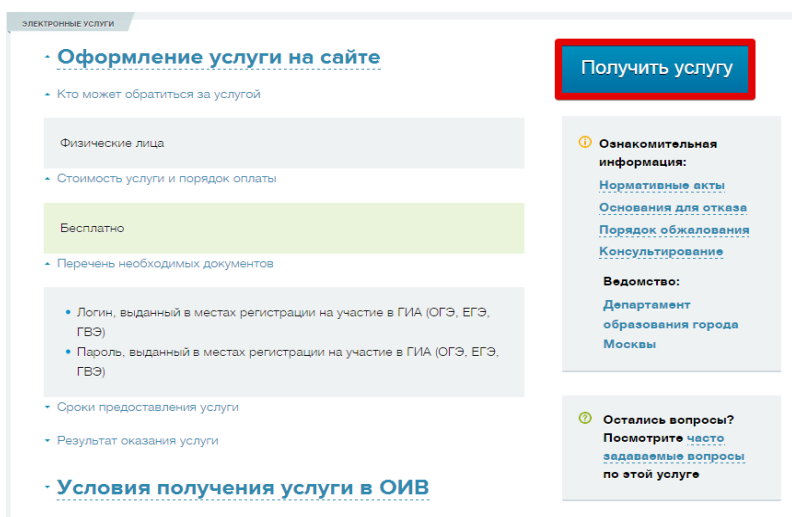 ЭЛЕКТРОННЫЕ УСЛУГИ
Оформление услуги на сайте
Кто может обратиться за услугой
Физические лица
Стоимость услуги и порядок оплаты
Бесплатно
Перечень необходимых документов
Логин, выданный в местах регистрации на участие в ГИА (ОГЭ, ЕГЭ,
ГВЭ)
Пароль, выданный в местах регистрации на участие в ГИА (ОГЭ, ЕГЭ,
ГВЭ)
Сроки предоставления услуги
Результат оказания услуги
Условия получения услуги в ОИВ
Получить услугу
Ознакомительная
информация:
Нормативные акты
Основания для отказа
Порядок обжалования
Консультирование
Ведомство:
Департамент
образования города
Москвы
Остались вопросы?
Посмотрите часто
задаваемые вопросы
по этой услуге